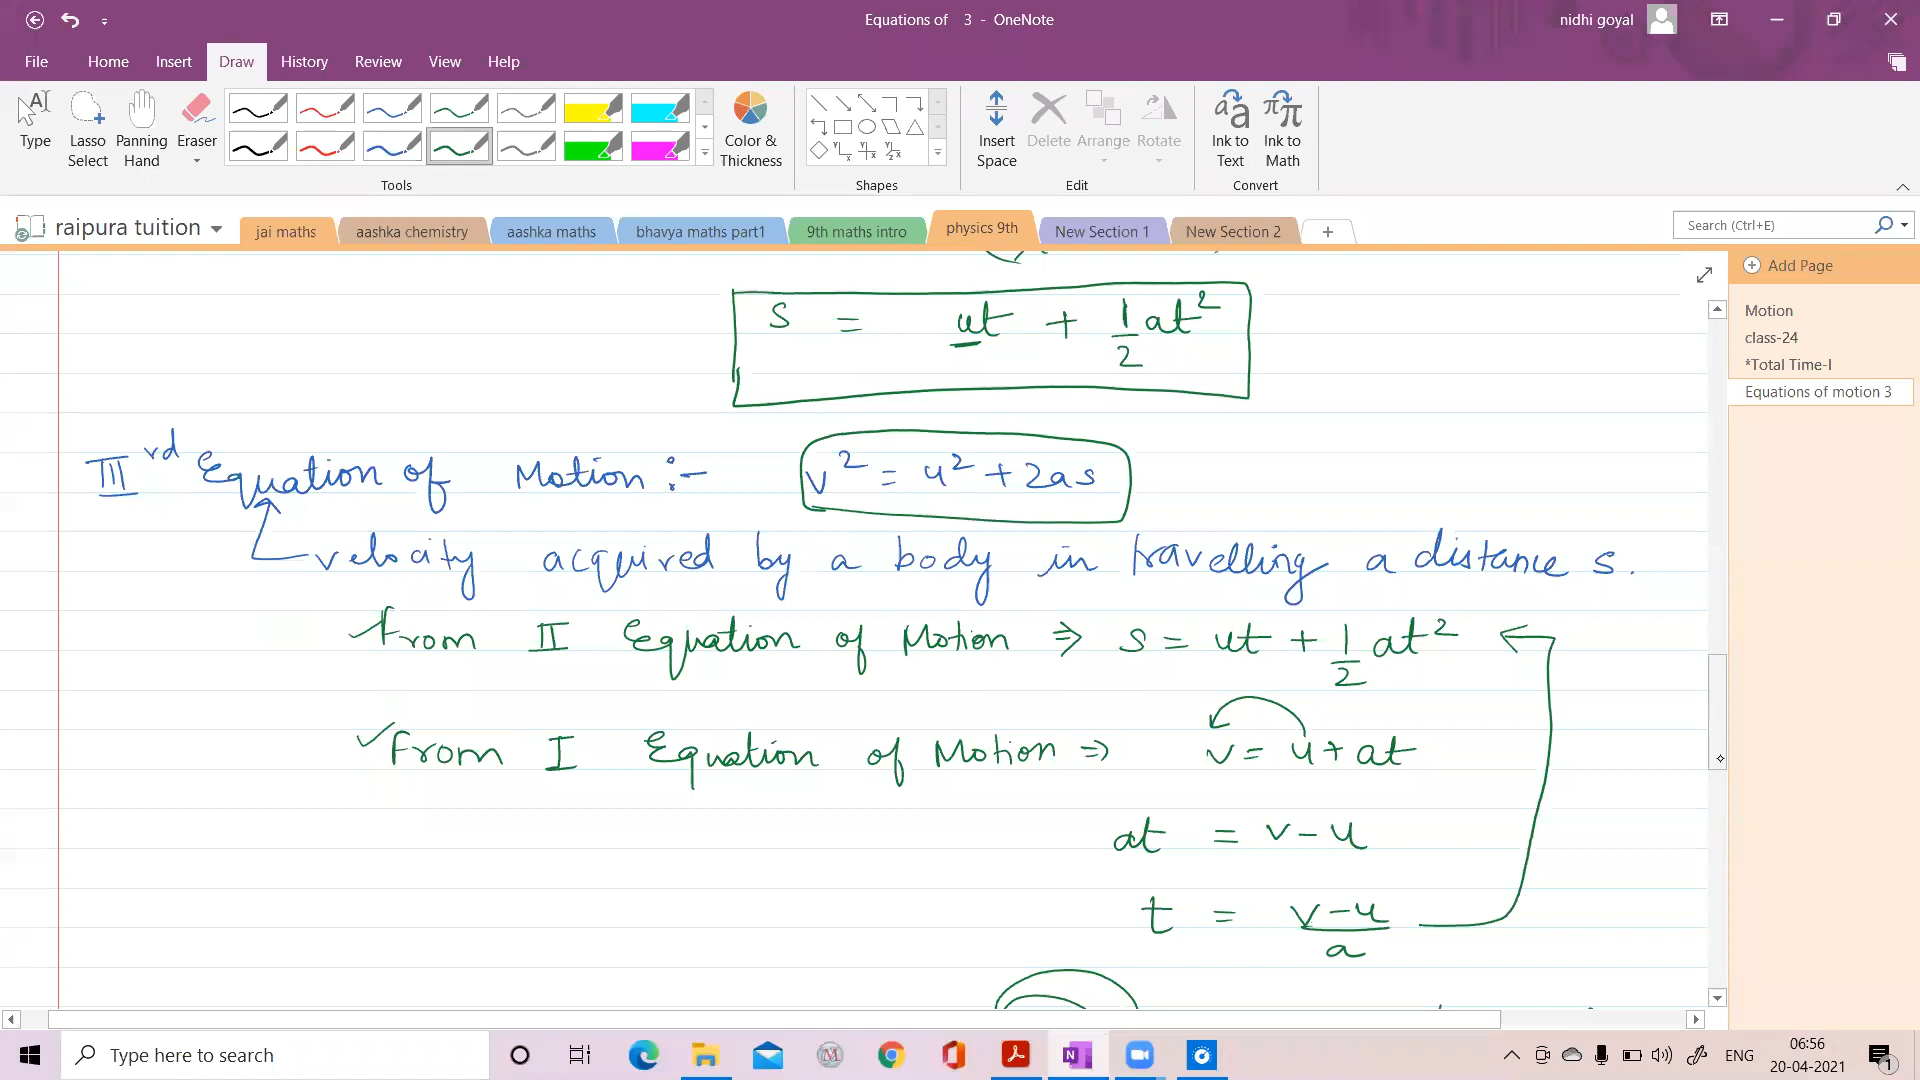 Equations of 3 - OneNote
nidhi goyal
File Home Insert Draw History Review View Help
Type
Lasso Select
Panning Hand
Eraser
Color & Thickness
Insert Space
Delete
Arrange
Rotate
Ink to Text
Ink to Math
Tools
Shapes
Edit
Convert
raipura tuition
jai maths
aashka chemistry
aashka maths
bhavya maths part1
9th maths intro
physics 9th
New Section 1
New Section 2
Search (Ctrl+E)
Add Page
Motion
class-24
*Total Time-I
Equations of motion 3
s = ut + 1/2 at²
III rd Equation of Motion :- v² = u² + 2as
velocity acquired by a body in travelling a distance s.
From II Equation of Motion ⇒ s = ut + 1/2 at²
From I Equation of Motion ⇒ v = u + at
at = v - u
t = v-u/a
Type here to search
ENG
06:56
20-04-2021
1